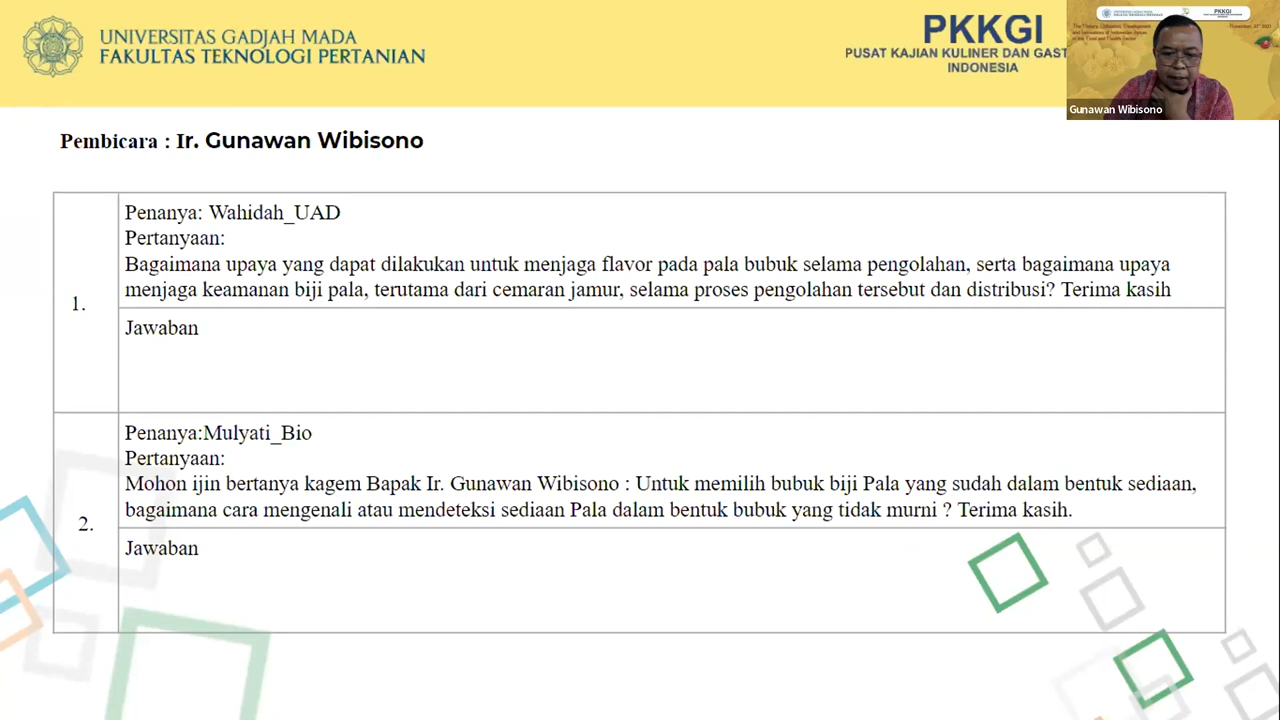 UNIVERSITAS GADJAH MADA
FAKULTAS TEKNOLOGI PERTANIAN
PKKGI
PUSAT KAJIAN KULINER DAN GAST
INDONESIA
PKKGI
Gunawan Wibisono
Pembicara : Ir. Gunawan Wibisono
1.
Penanya: Wahidah_UAD
Pertanyaan:
Bagaimana upaya yang dapat dilakukan untuk menjaga flavor pada pala bubuk selama pengolahan, serta bagaimana upaya
menjaga keamanan biji pala, terutama dari cemaran jamur, selama proses pengolahan tersebut dan distribusi? Terima kasih
Jawaban
2.
Penanya:Mulyati_Bio
Pertanyaan:
Mohon ijin bertanya kagem Bapak Ir. Gunawan Wibisono : Untuk memilih bubuk biji Pala yang sudah dalam bentuk sediaan,
bagaimana cara mengenali atau mendeteksi sediaan Pala dalam bentuk bubuk yang tidak murni ? Terima kasih.
Jawaban